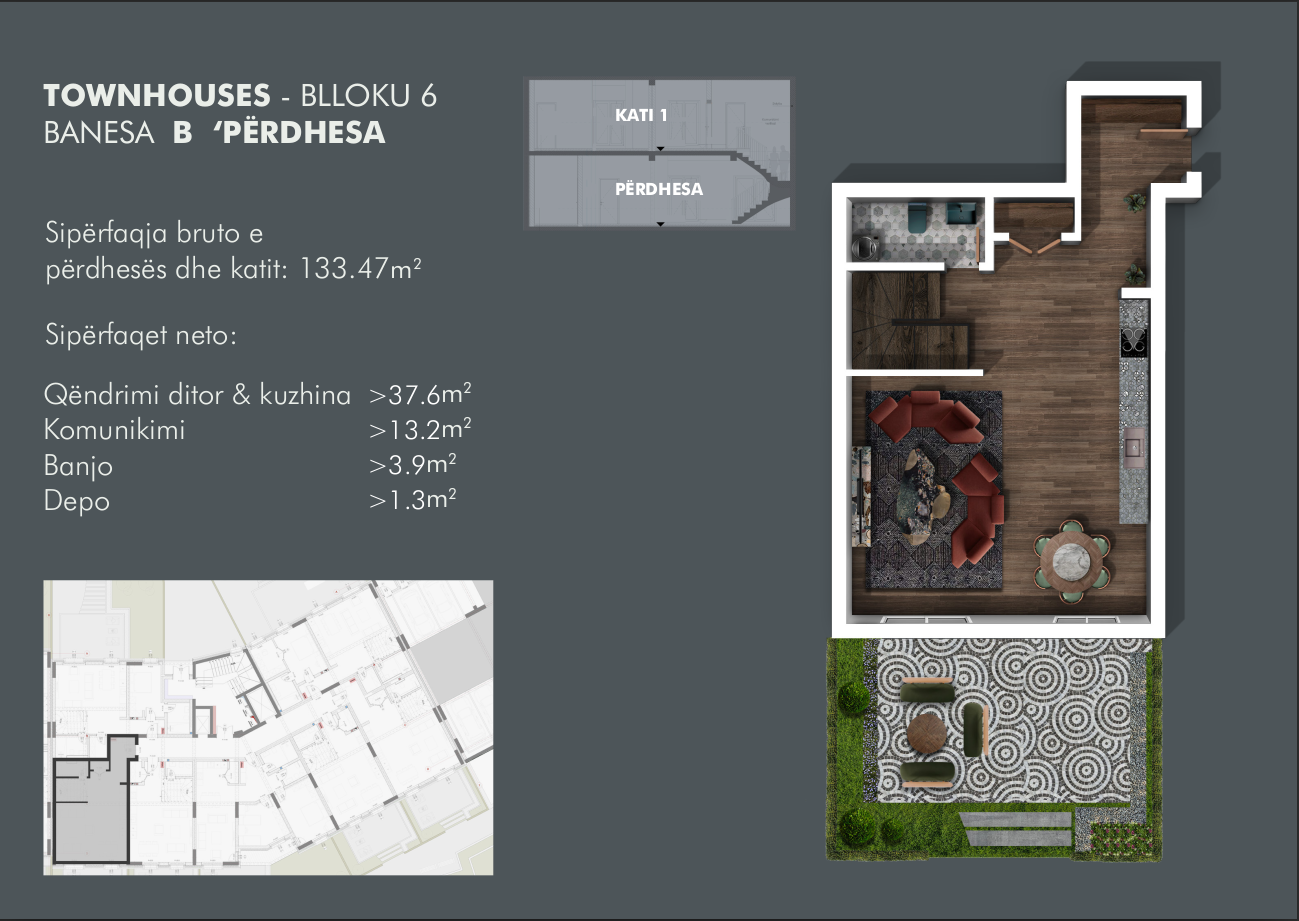 TOWNHOUSES - BLLOKU 6
BANESA B ‘PËRDHESA
KATI 1
PËRDHESA
Sipërfaqja bruto e
përdhesës dhe katit: 133.47m²
Sipërfaqet neto:
Qëndrimi ditor & kuzhina >37.6m²
Komunikimi >13.2m²
Banjo >3.9m²
Depo >1.3m²